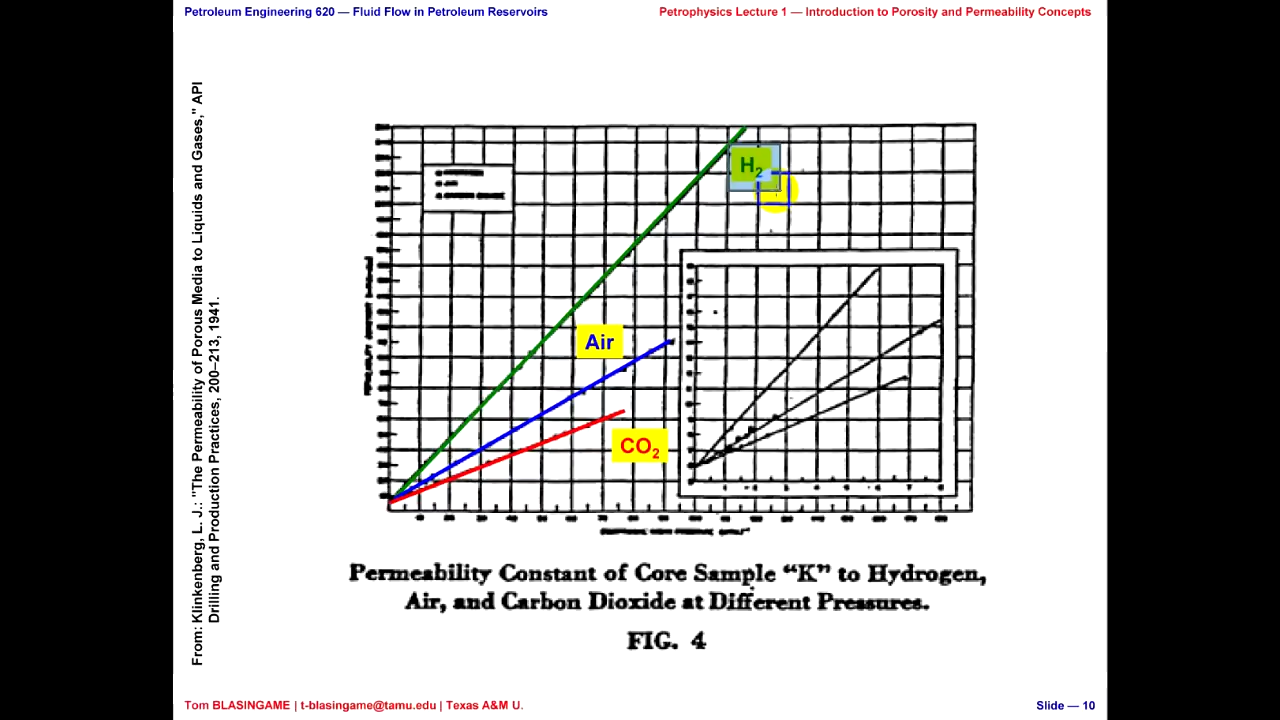 Petroleum Engineering 620 — Fluid Flow in Petroleum Reservoirs
Petrophysics Lecture 1 — Introduction to Porosity and Permeability Concepts
From: Klinkenberg, L. J.: "The Permeability of Porous Media to Liquids and Gases," API
Drilling and Production Practices, 200—213, 1941.
H₂
Air
CO₂
Permeability Constant of Core Sample “K” to Hydrogen,
Air, and Carbon Dioxide at Different Pressures.
FIG. 4
Tom BLASINGAME | t-blasingame@tamu.edu | Texas A&M U.
Slide — 10